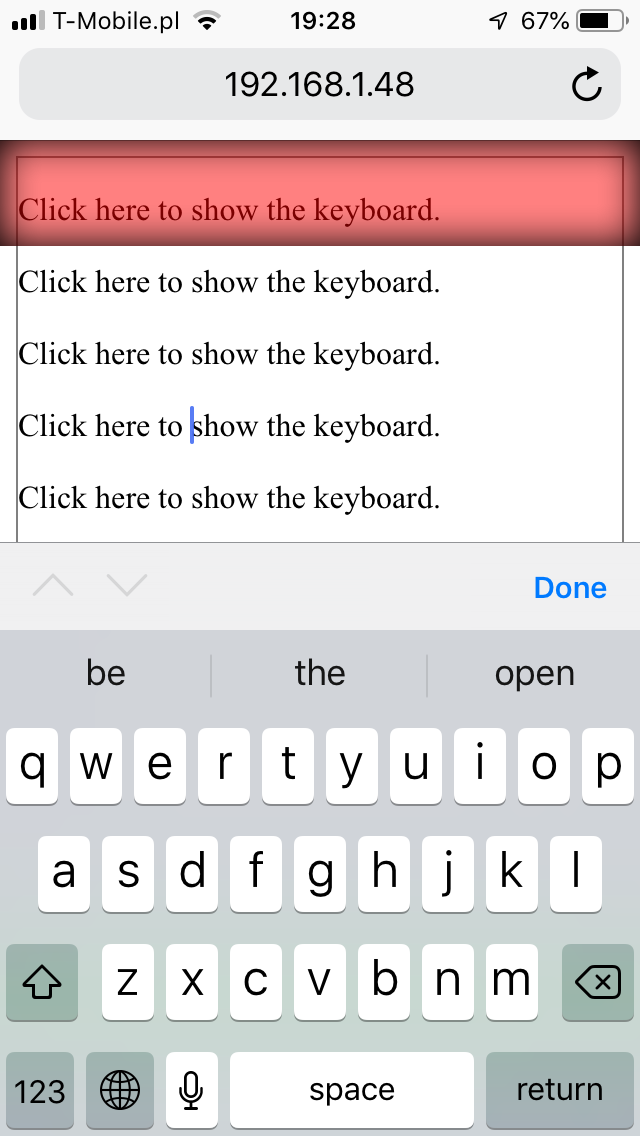 T-Mobile.pl 19:28 67%
192.168.1.48
Click here to show the keyboard.
Click here to show the keyboard.
Click here to show the keyboard.
Click here to show the keyboard.
Click here to show the keyboard.
Done
be the open
q w e r t y u i o p
a s d f g h j k l
z x c v b n m
123 space return